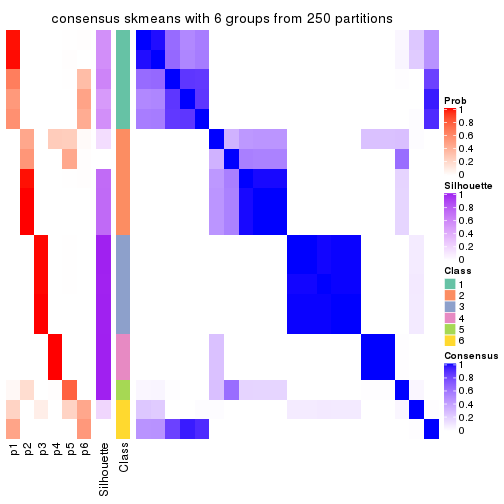 consensus skmeans with 6 groups from 250 partitions
Prob
1
0.8
0.6
0.4
0.2
0
Silhouette
1
0.8
0.6
0.4
0.2
0
Class
1
2
3
4
5
6
Consensus
1
0.8
0.6
0.4
0.2
0
p1
p2
p3
p4
p5
p6
Silhouette
Class